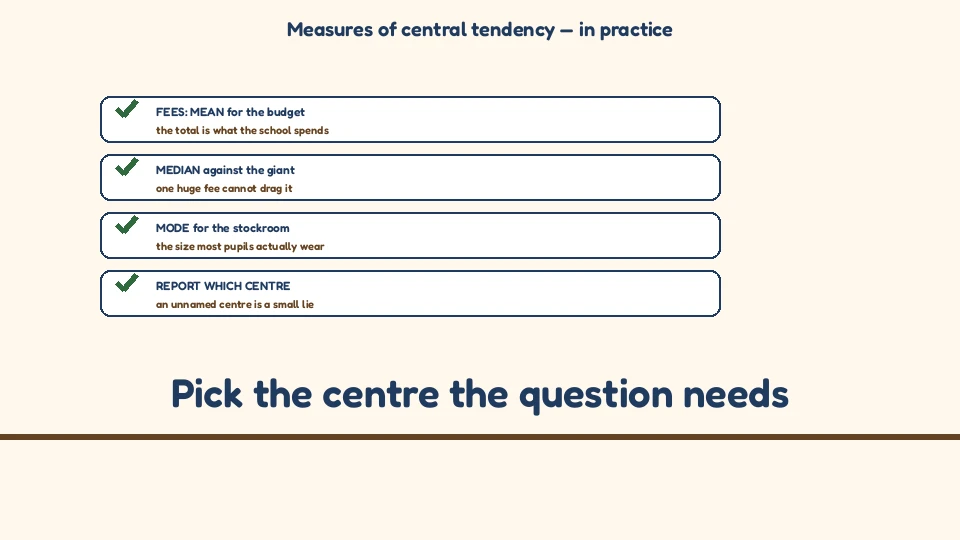 Measures of central tendency — in practice
FEES: MEAN for the budget
the total is what the school spends
MEDIAN against the giant
one huge fee cannot drag it
MODE for the stockroom
the size most pupils actually wear
REPORT WHICH CENTRE
an unnamed centre is a small lie
Pick the centre the question needs